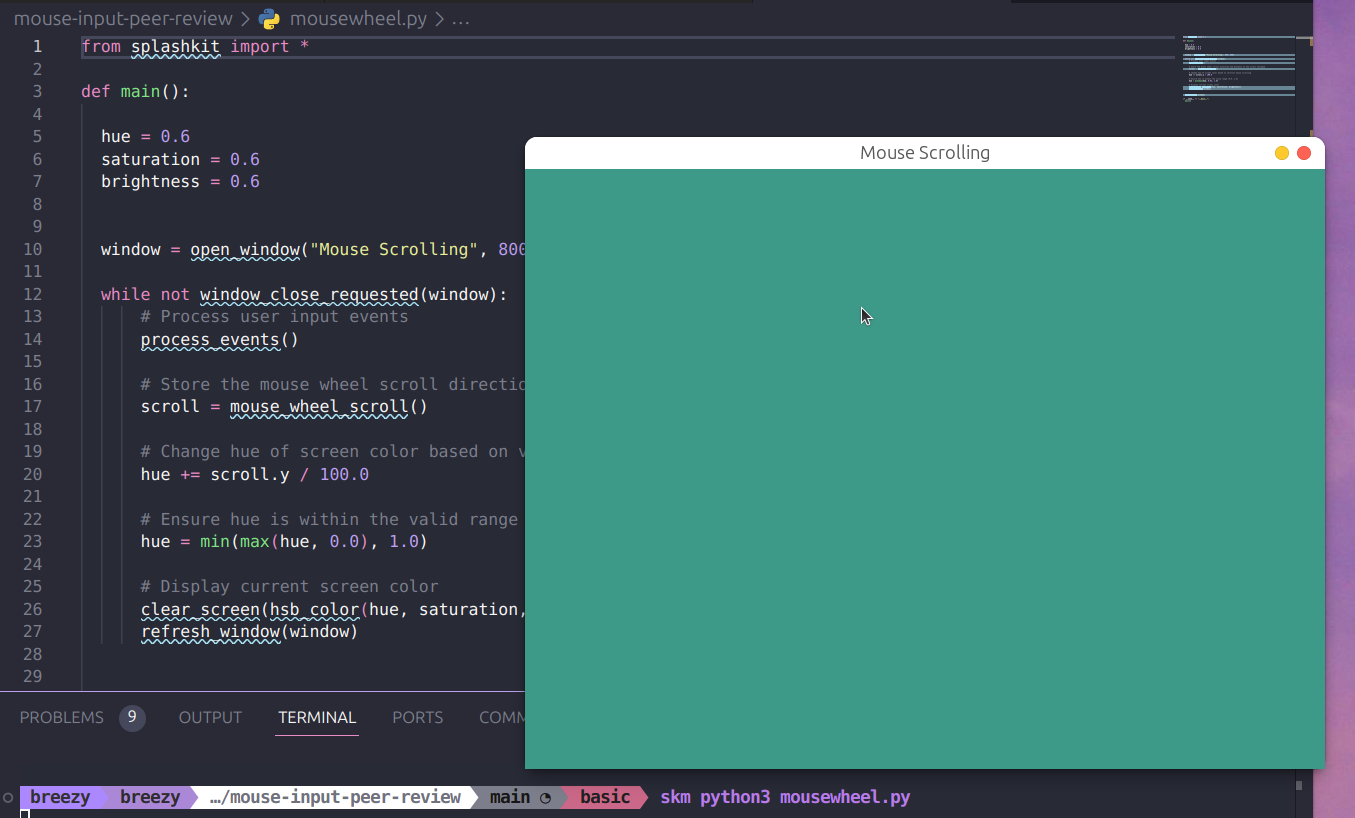 mouse-input-peer-review > mousewheel.py > ...
1 from splashkit import *
2
3 def main():
4
5 hue = 0.6
6 saturation = 0.6
7 brightness = 0.6
8
9
10 window = open_window("Mouse Scrolling", 800
11
12 while not window_close_requested(window):
13 # Process user input events
14 process_events()
15
16 # Store the mouse wheel scroll directio
17 scroll = mouse_wheel_scroll()
18
19 # Change hue of screen color based on v
20 hue += scroll.y / 100.0
21
22 # Ensure hue is within the valid range
23 hue = min(max(hue, 0.0), 1.0)
24
25 # Display current screen color
26 clear_screen(hsb_color(hue, saturation,
27 refresh_window(window)
28
29
Mouse Scrolling
PROBLEMS 9 OUTPUT TERMINAL PORTS COMM
breezy breezy …/mouse-input-peer-review main basic skm python3 mousewheel.py